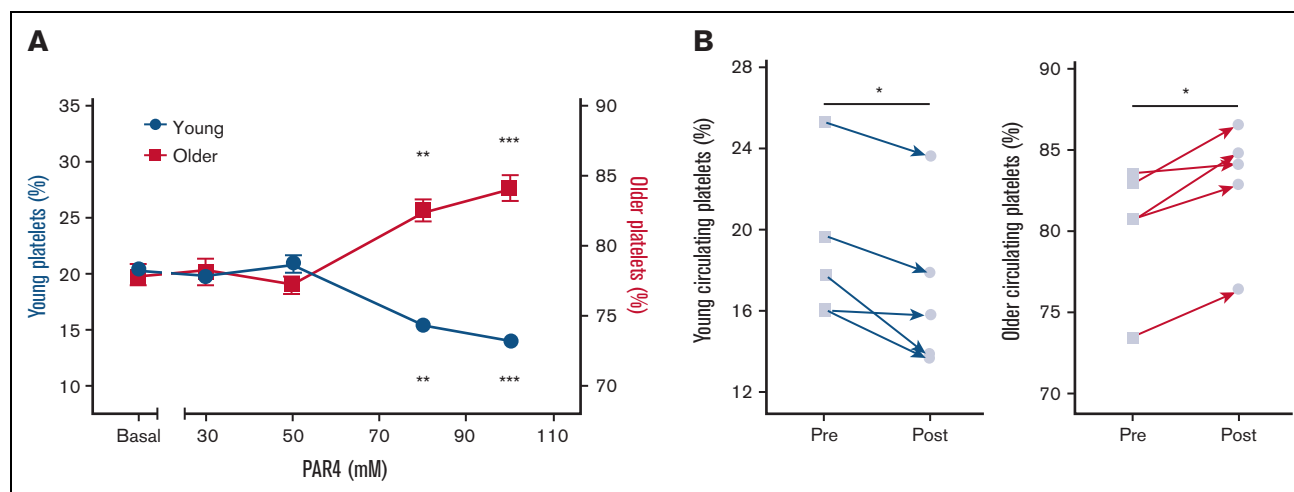 A
Young platelets (%)
35
30
25
20
15
10
Young
Older
**
***
**
***
90
85
80
75
70
Older platelets (%)
Basal
30
50
70
90
110
PAR4 (mM)
B
Young circulating platelets (%)
28
24
20
16
12
*
Pre
Post
Older circulating platelets (%)
90
85
80
75
70
*
Pre
Post